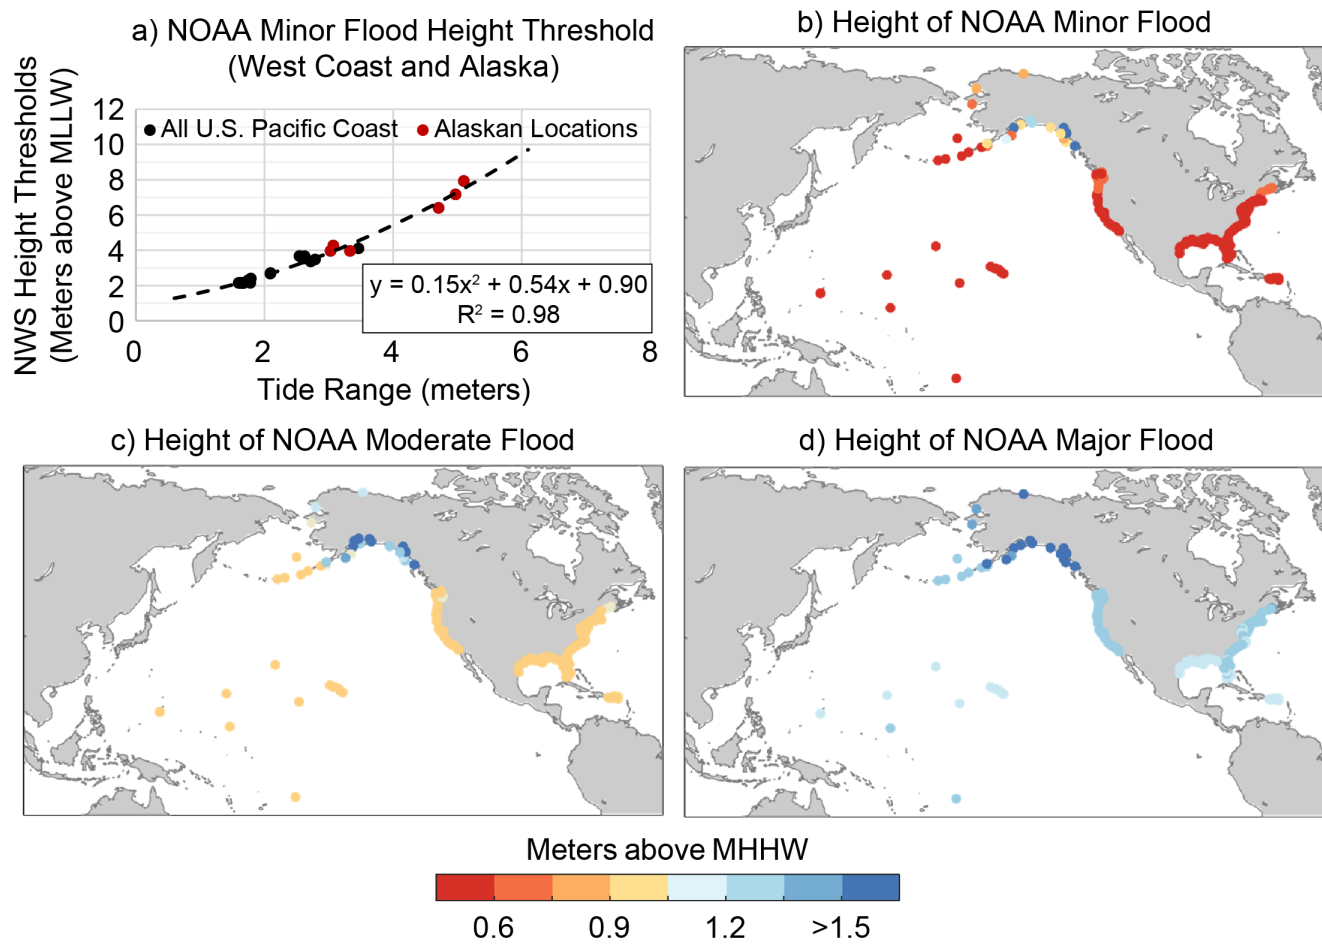 a) NOAA Minor Flood Height Threshold
(West Coast and Alaska)
NWS Height Thresholds
(Meters above MLLW)
12
10
8
6
4
2
0
All U.S. Pacific Coast
Alaskan Locations
y = 0.15x² + 0.54x + 0.90
R² = 0.98
0 2 4 6 8
Tide Range (meters)
b) Height of NOAA Minor Flood
c) Height of NOAA Moderate Flood
d) Height of NOAA Major Flood
Meters above MHHW
0.6 0.9 1.2 >1.5